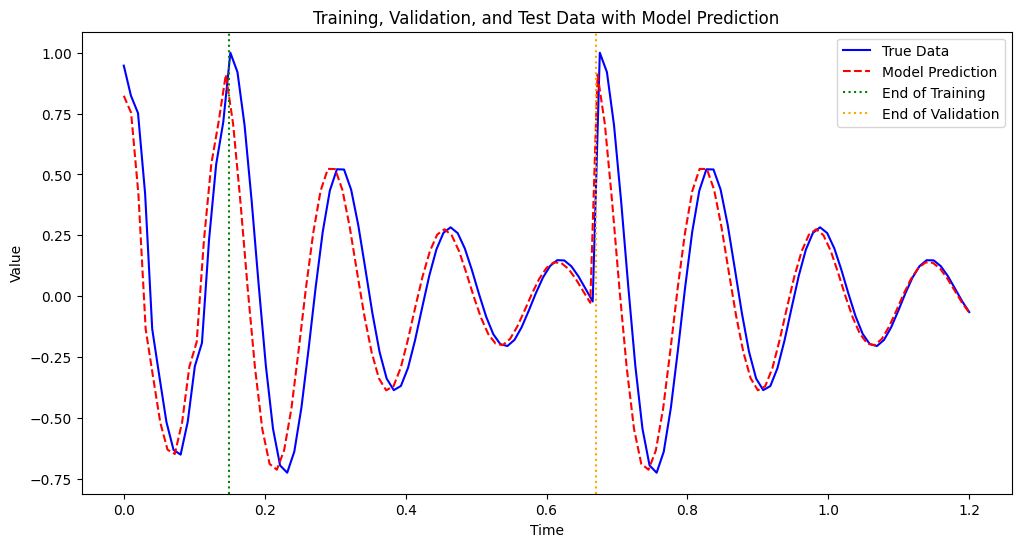 Training, Validation, and Test Data with Model Prediction
True Data
Model Prediction
End of Training
End of Validation
Value
1.00
0.75
0.50
0.25
0.00
−0.25
−0.50
−0.75
0.0 0.2 0.4 0.6 0.8 1.0 1.2
Time